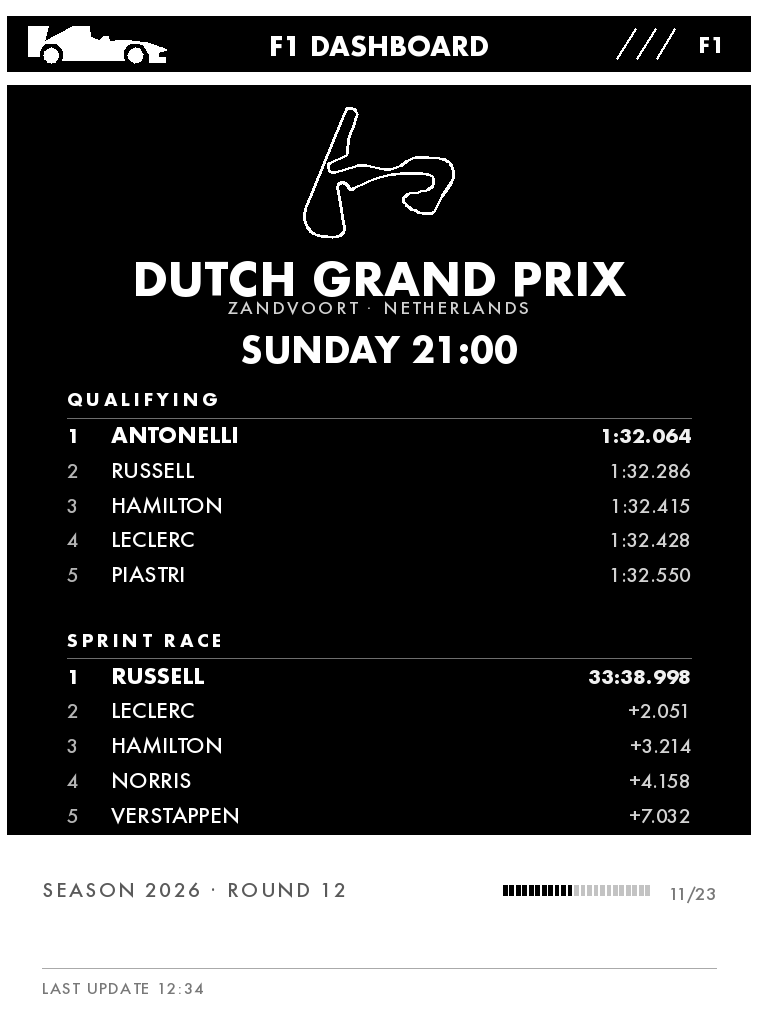 F1 DASHBOARD
F1
DUTCH GRAND PRIX
ZANDVOORT · NETHERLANDS
SUNDAY 21:00
QUALIFYING
1 ANTONELLI 1:32.064
2 RUSSELL 1:32.286
3 HAMILTON 1:32.415
4 LECLERC 1:32.428
5 PIASTRI 1:32.550
SPRINT RACE
1 RUSSELL 33:38.998
2 LECLERC +2.051
3 HAMILTON +3.214
4 NORRIS +4.158
5 VERSTAPPEN +7.032
SEASON 2026 · ROUND 12
11/23
LAST UPDATE 12:34